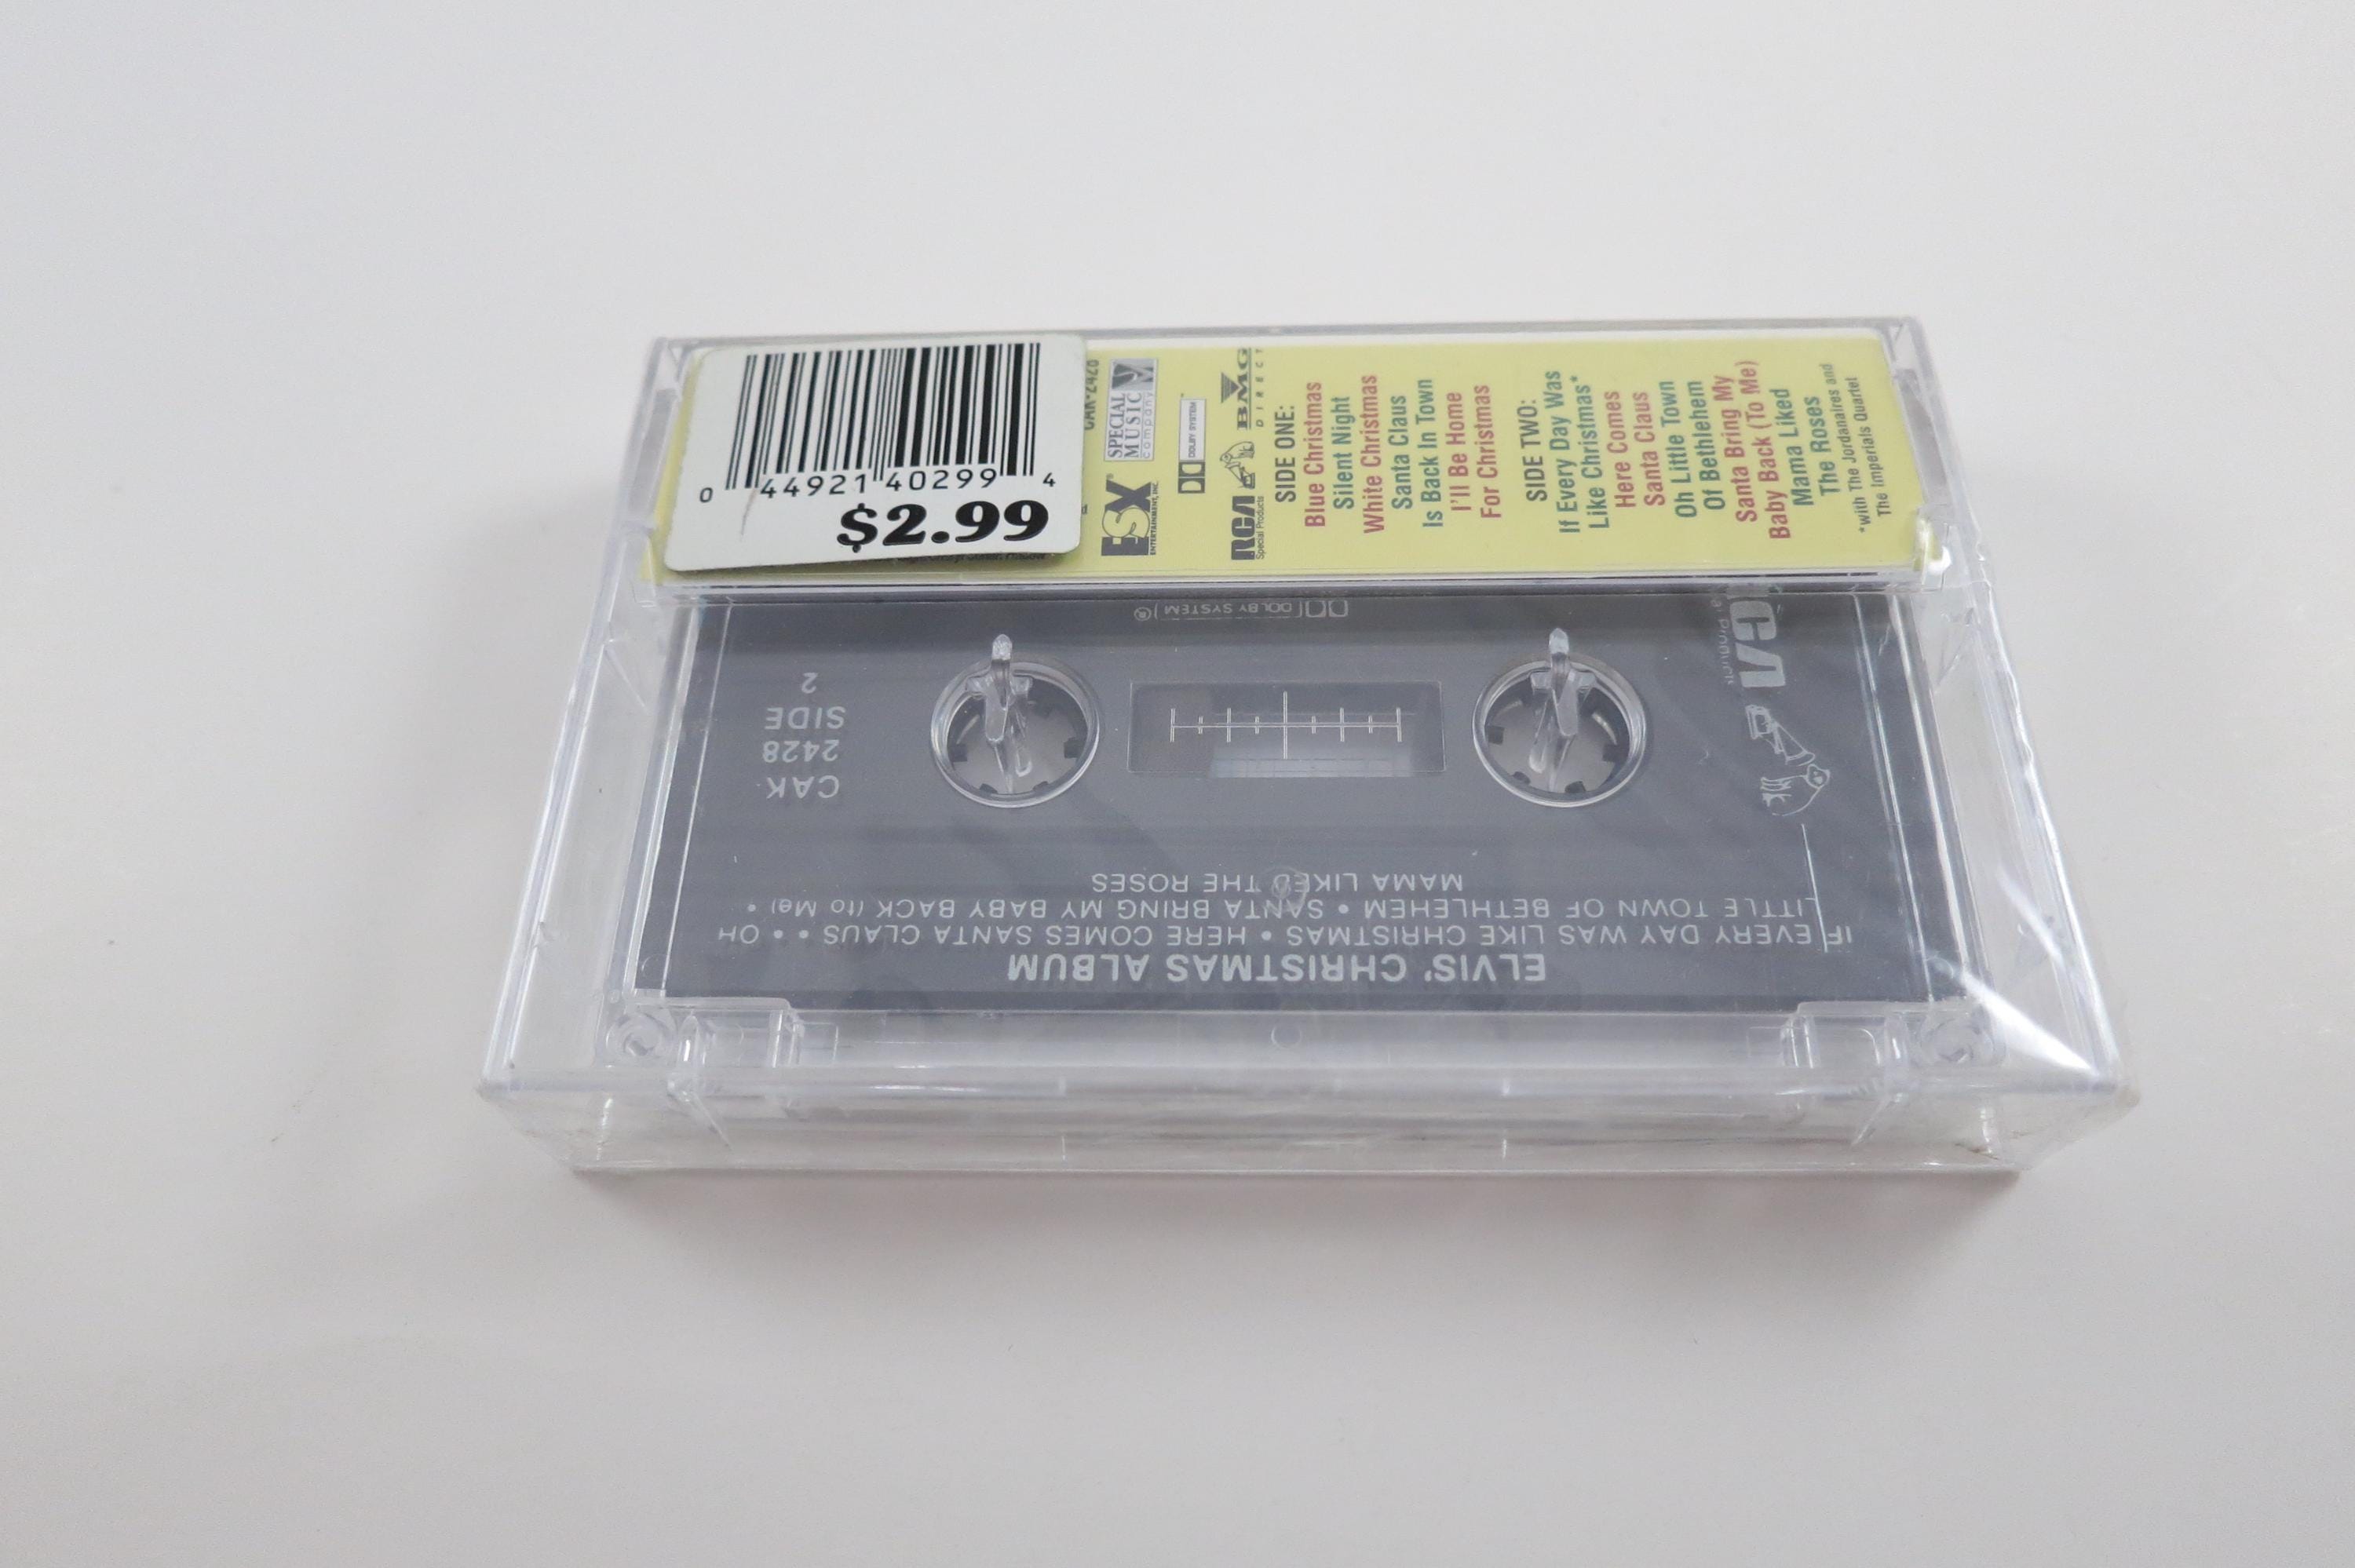 0 44921 40299 4
$2.99
CAK-2428
SPECIAL
MUSIC
company
ESX
ENTERTAINMENT, INC.
DOLBY SYSTEM
BMG
DIRECT
RCA
Special Products
SIDE ONE:
Blue Christmas
Silent Night
White Christmas
Santa Claus
Is Back In Town
I'll Be Home
For Christmas
SIDE TWO:
If Every Day Was
Like Christmas*
Here Comes
Santa Claus
Oh Little Town
Of Bethlehem
Santa Bring My
Baby Back (To Me)
Mama Liked
The Roses
*with The Jordanaires and
The Imperials Quartet
ELVIS' CHRISTMAS ALBUM
IF EVERY DAY WAS LIKE CHRISTMAS • HERE COMES SANTA CLAUS • • OH
LITTLE TOWN OF BETHLEHEM • SANTA BRING MY BABY BACK (to Me) •
MAMA LIKED THE ROSES
CAK
2428
SIDE
2
DOLBY SYSTEM ®